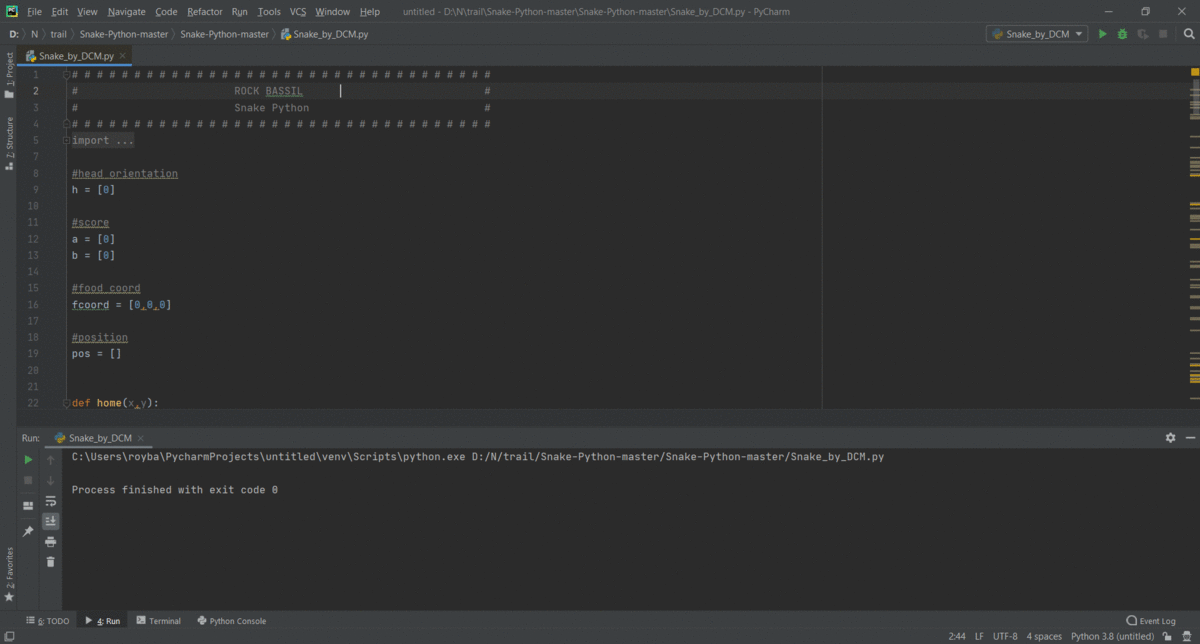 File Edit View Navigate Code Refactor Run Tools VCS Window Help untitled - D:\N\trail\Snake-Python-master\Snake-Python-master\Snake_by_DCM.py - PyCharm
D: N trail Snake-Python-master Snake-Python-master Snake_by_DCM.py Snake_by_DCM
Snake_by_DCM.py
1: Project
7: Structure
2: Favorites
1 # # # # # # # # # # # # # # # # # # # # # # # # # # # # # # # # # #
2 # ROCK BASSIL #
3 # Snake Python #
4 # # # # # # # # # # # # # # # # # # # # # # # # # # # # # # # # # #
5 import ...
7
8 #head orientation
9 h = [0]
10
11 #score
12 a = [0]
13 b = [0]
14
15 #food coord
16 fcoord = [0,0,0]
17
18 #position
19 pos = []
20
21
22 def home(x,y):
Run: Snake_by_DCM
C:\Users\royba\PycharmProjects\untitled\venv\Scripts\python.exe D:/N/trail/Snake-Python-master/Snake-Python-master/Snake_by_DCM.py
Process finished with exit code 0
6: TODO 4: Run Terminal Python Console Event Log
2:44 LF UTF-8 4 spaces Python 3.8 (untitled)